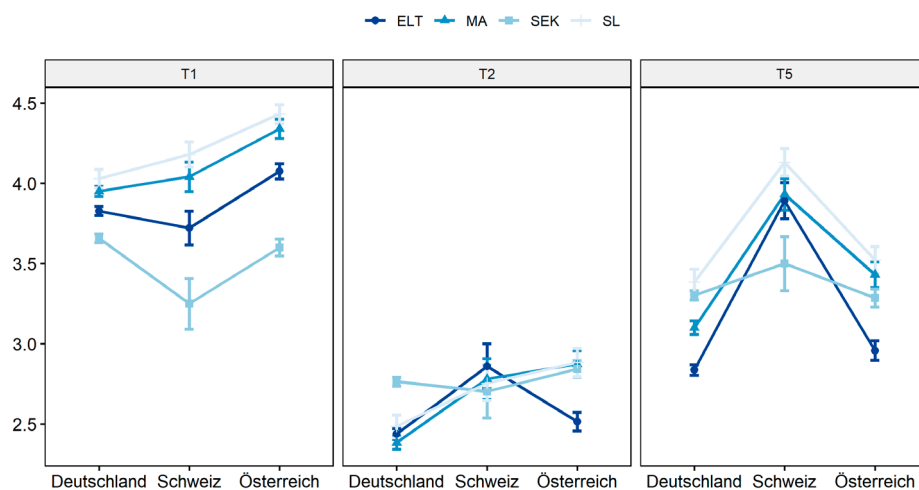 ELT MA SEK SL
T1 T2 T5
4.5
4.0
3.5
3.0
2.5
Deutschland Schweiz Österreich Deutschland Schweiz Österreich Deutschland Schweiz Österreich